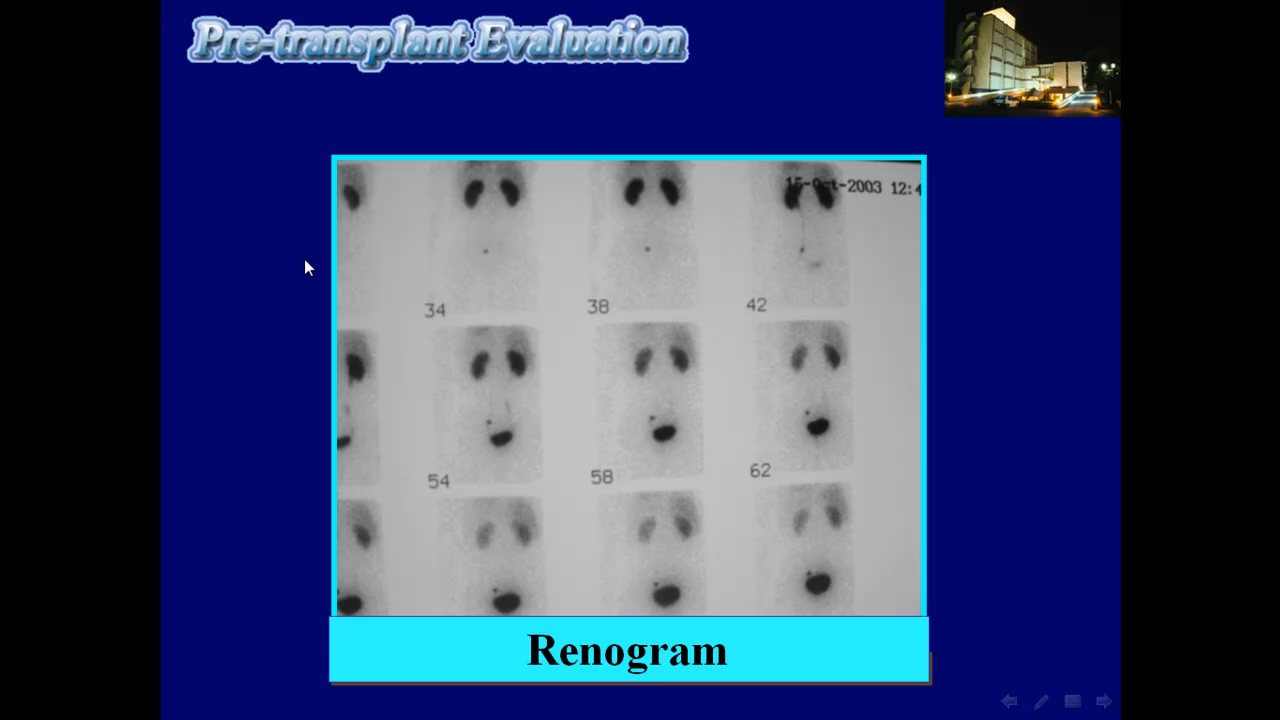 Pre-transplant Evaluation
15-Oct-2003 12:4
34 38 42
54 58 62
Renogram